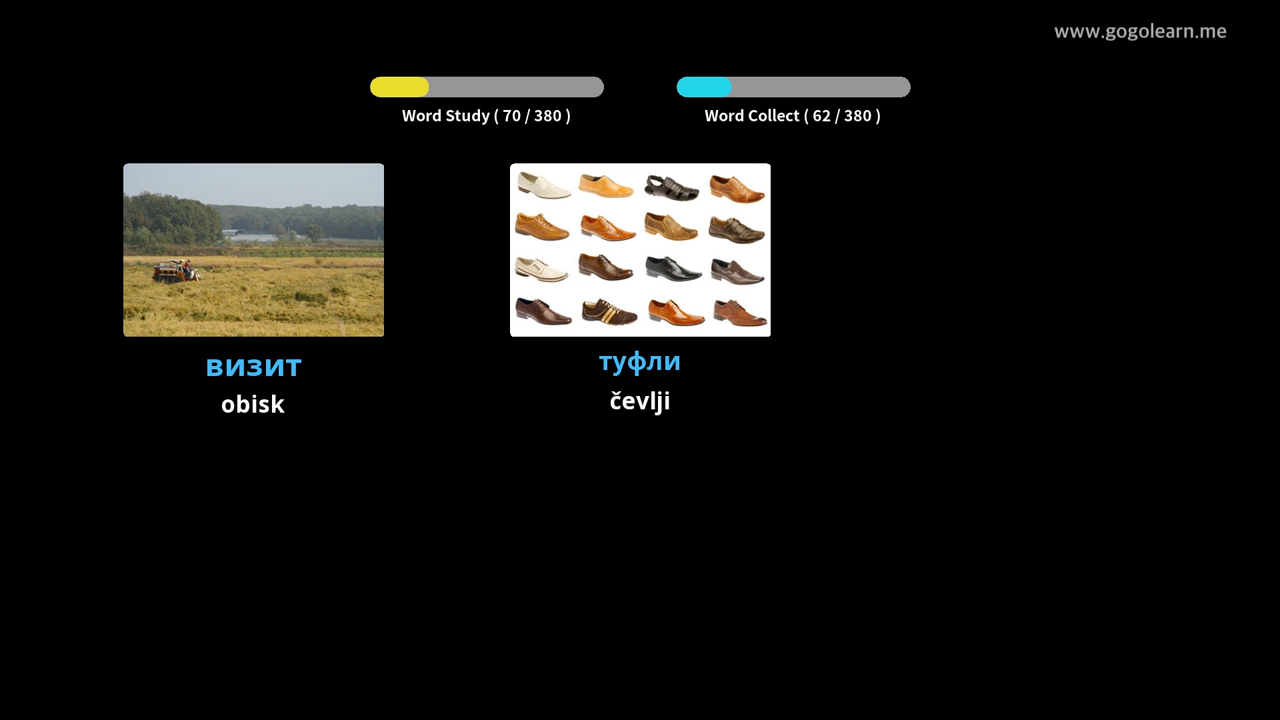 www.gogolearn.me
Word Study ( 70 / 380 )
Word Collect ( 62 / 380 )
визит
obisk
туфли
čevlji